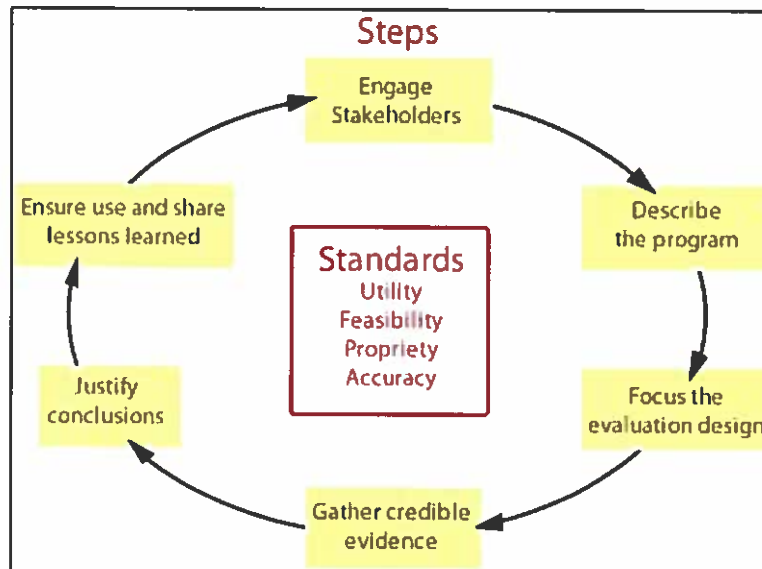 Steps
Engage
Stakeholders
Describe
the program
Focus the
evaluation design
Gather credible
evidence
Justify
conclusions
Ensure use and share
lessons learned
Standards
Utility
Feasibility
Propriety
Accuracy